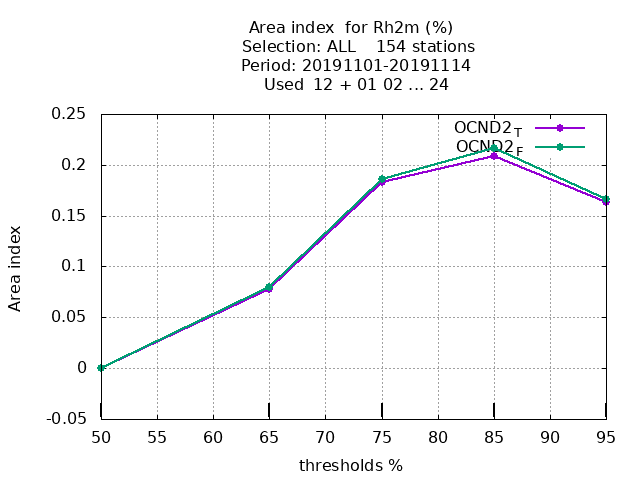 Area index  for Rh2m (%)
Selection: ALL    154 stations
Period: 20191101-20191114
Used  12 + 01 02 ... 24
0.25
0.2
0.15
0.1
0.05
0
-0.05
Area index
OCND2T
OCND2F
50 55 60 65 70 75 80 85 90 95
thresholds %